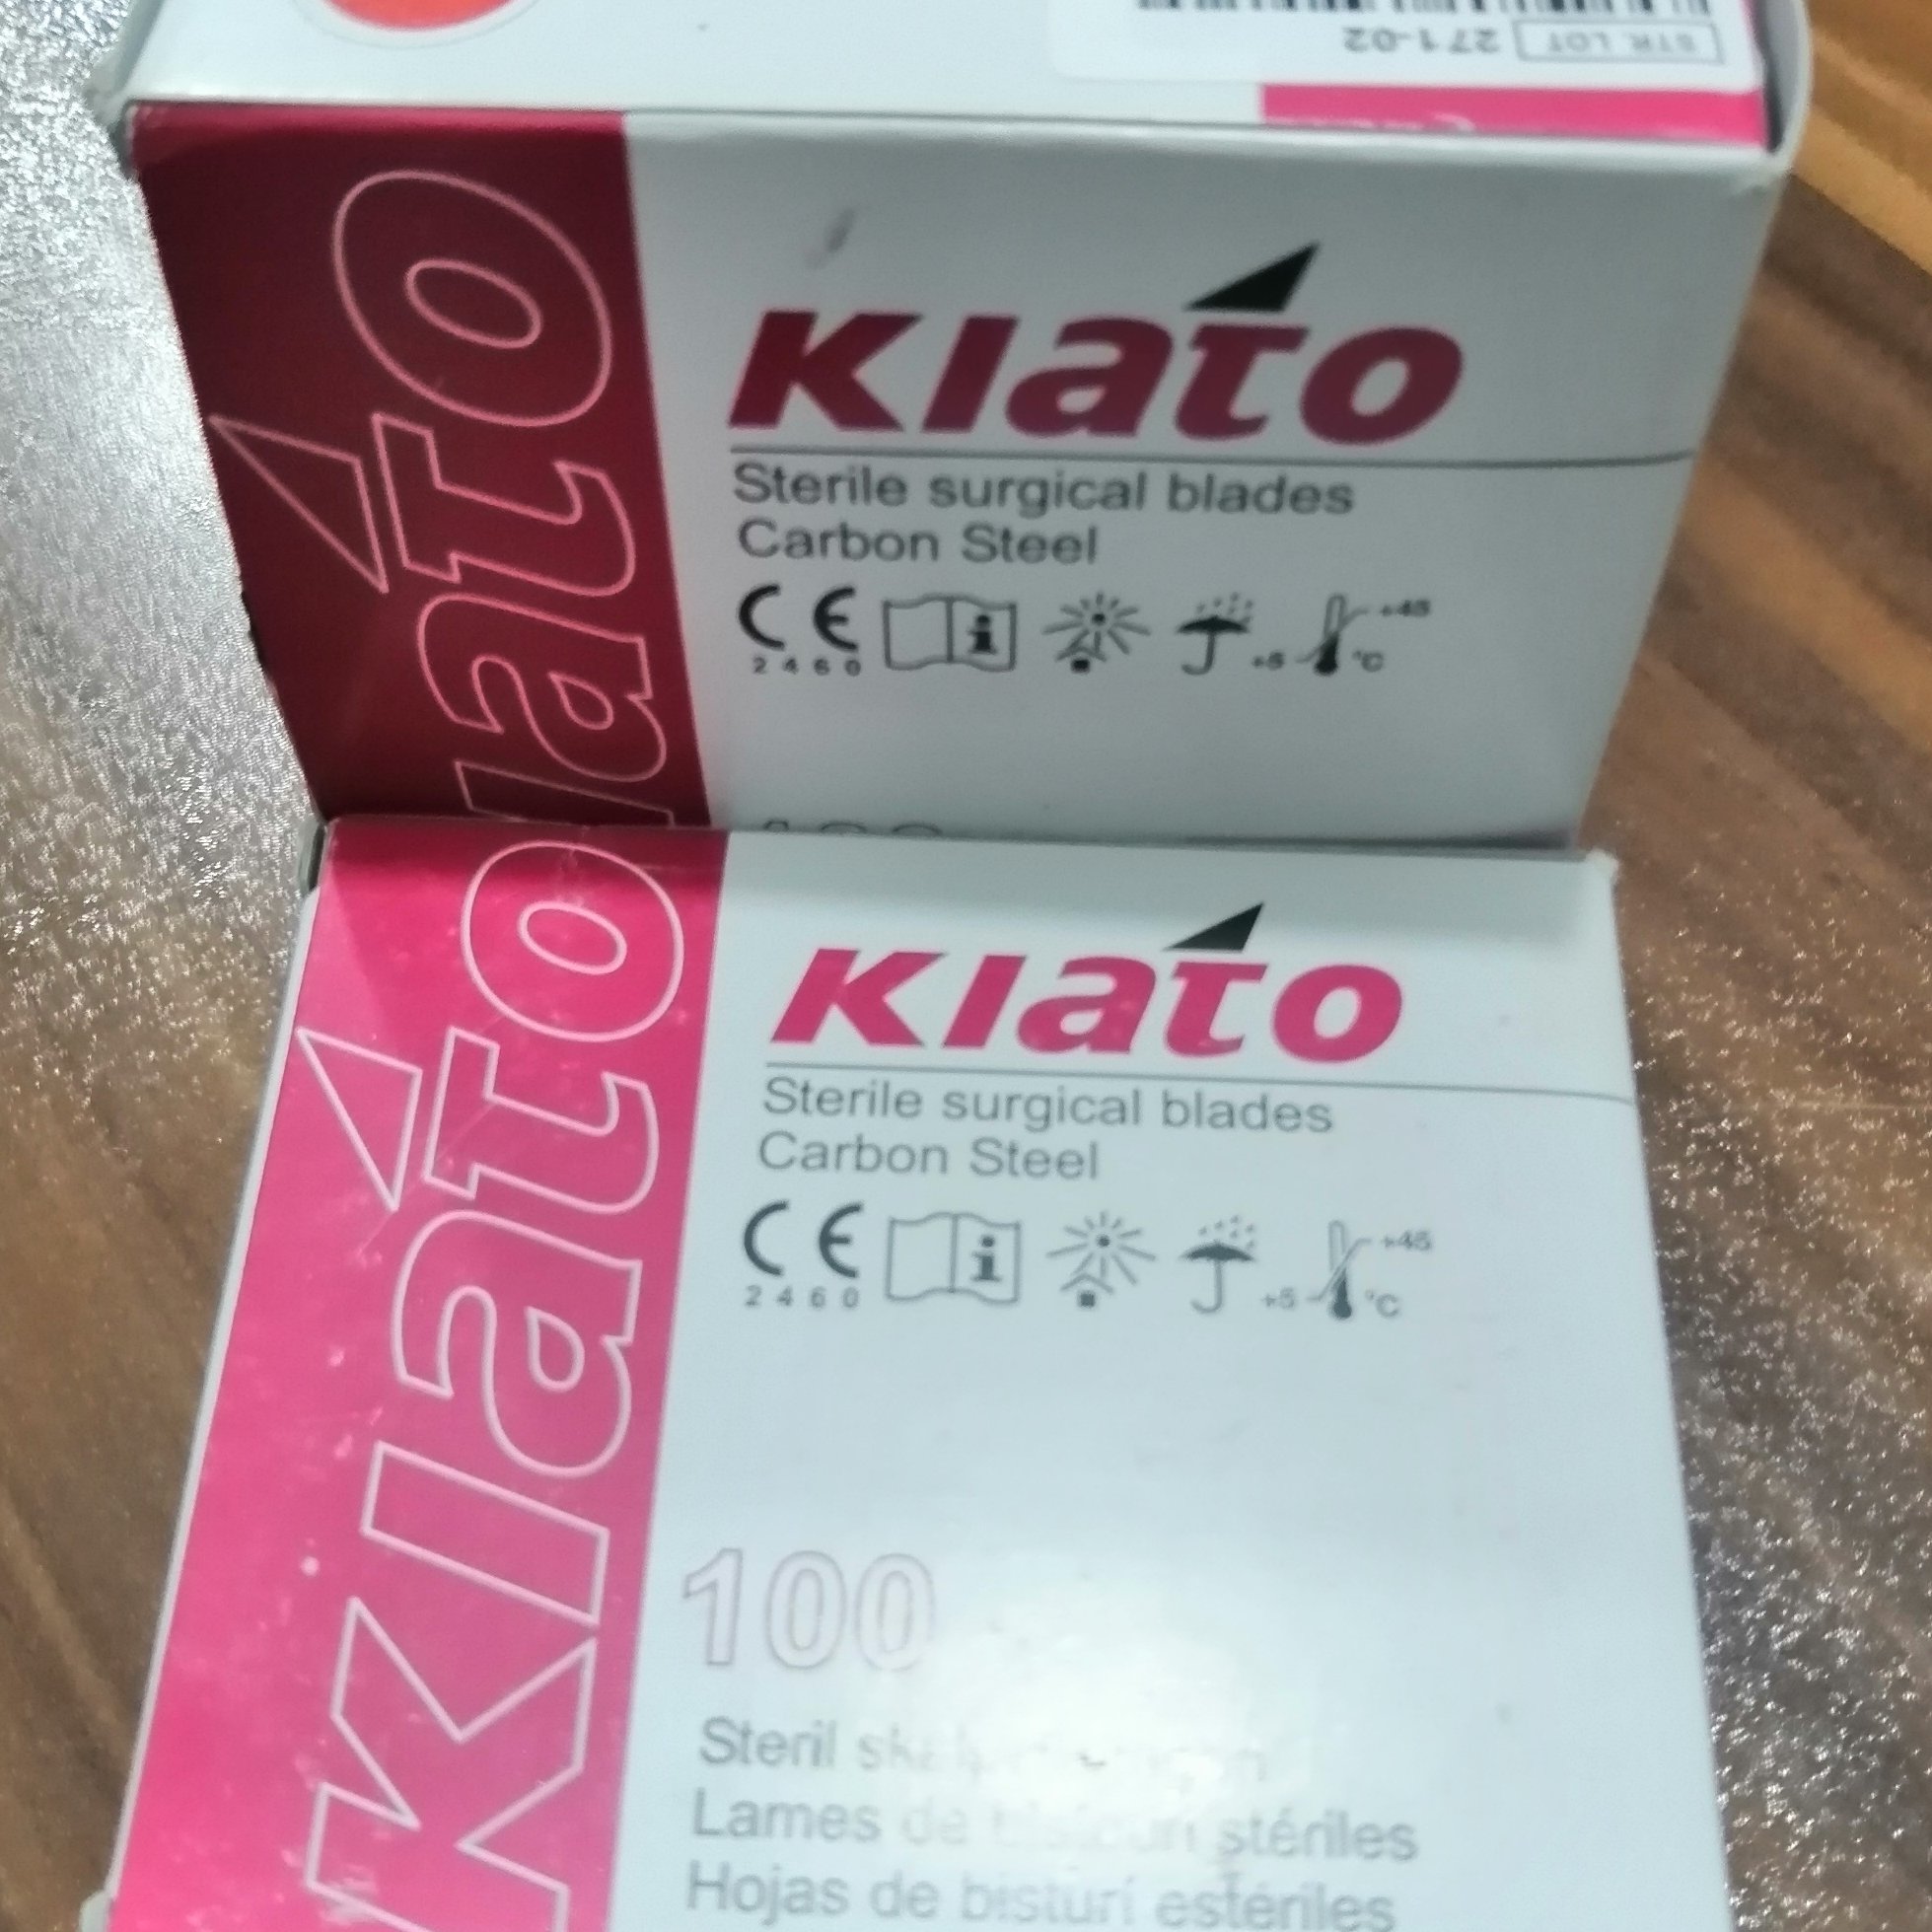 STR. LOT 271-02
Kiato
Kiato
Sterile surgical blades
Carbon Steel
CE
2460
+5 +45 °C
Kiato
Kiato
Sterile surgical blades
Carbon Steel
CE
2460
+5 +45 °C
100
Steril
Lames de stériles
Hojas de bisturí estériles